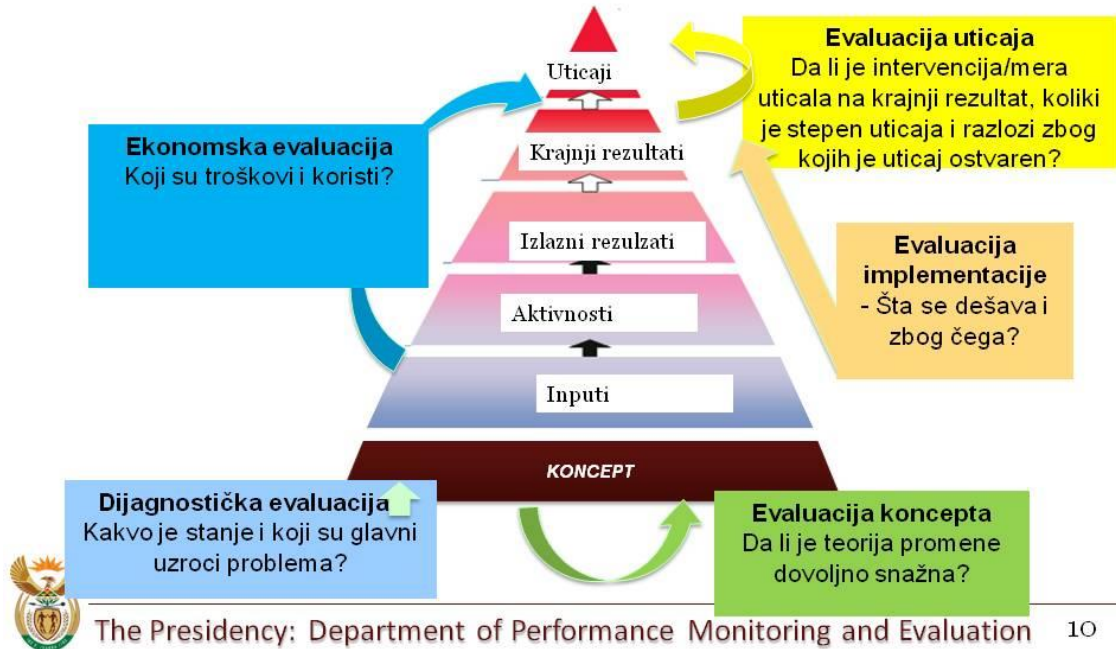 Uticaji
Krajnji rezultati
Izlazni rezulzati
Aktivnosti
Inputi
KONCEPT
Ekonomska evaluacija
Koji su troškovi i koristi?
Evaluacija uticaja
Da li je intervencija/mera
uticala na krajnji rezultat, koliki
je stepen uticaja i razlozi zbog
kojih je uticaj ostvaren?
Evaluacija
implementacije
- Šta se dešava i
zbog čega?
Dijagnostička evaluacija
Kakvo je stanje i koji su glavni
uzroci problema?
Evaluacija koncepta
Da li je teorija promene
dovoljno snažna?
The Presidency: Department of Performance Monitoring and Evaluation
10